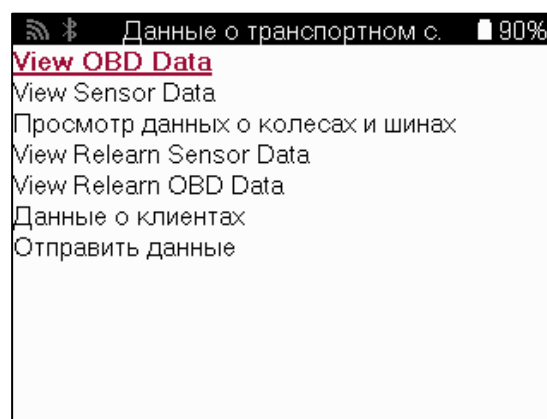 Данные о транспортном с. 90%
View OBD Data
View Sensor Data
Просмотр данных о колесах и шинах
View Relearn Sensor Data
View Relearn OBD Data
Данные о клиентах
Отправить данные